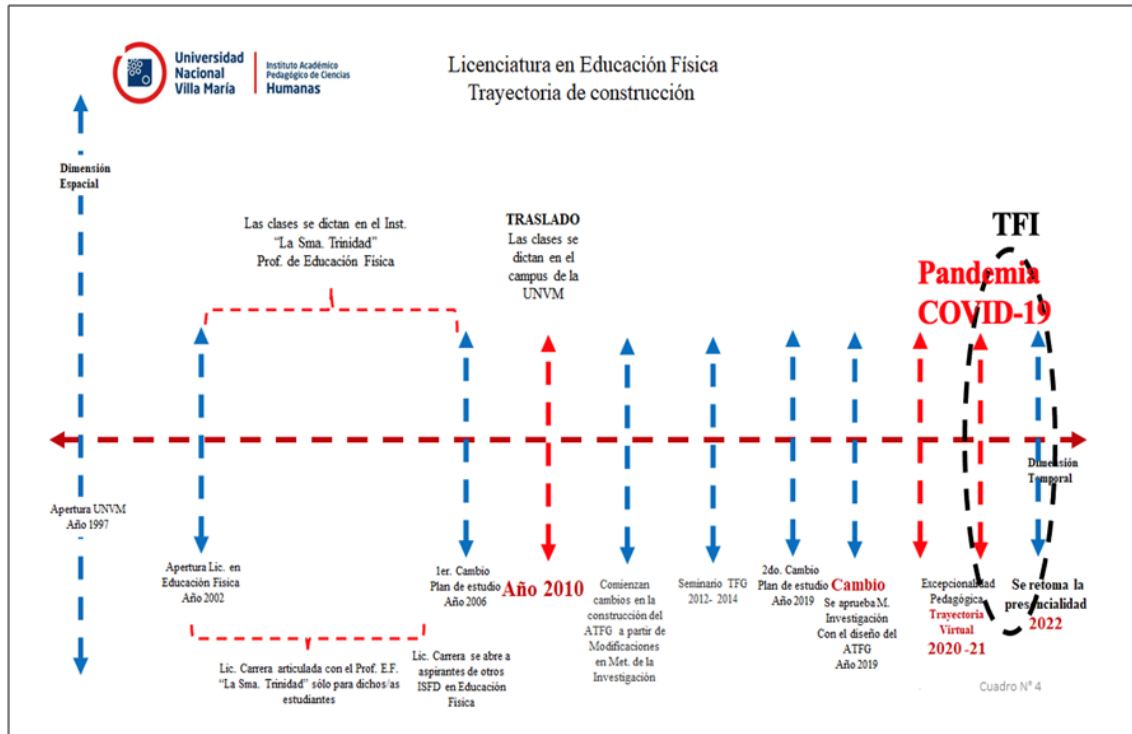 Universidad
Nacional
Villa María
Instituto Académico
Pedagógico de Ciencias
Humanas
Licenciatura en Educación Física
Trayectoria de construcción
Dimensión
Espacial
Las clases se dictan en el Inst.
“La Sma. Trinidad”
Prof. de Educación Física
TRASLADO
Las clases se
dictan en el
campus de la
UNVM
TFI
Pandemia
COVID-19
Dimensión
Temporal
Apertura UNVM
Año 1997
Apertura Lic. en
Educación Física
Año 2002
1er. Cambio
Plan de estudio
Año 2006
Año 2010
Comienzan
cambios en la
construcción del
ATFG a partir de
Modificaciones
en Met. de la
Investigación
Seminario TFG
2012- 2014
2do. Cambio
Plan de estudio
Año 2019
Cambio
Se aprueba M.
Investigación
Con el diseño del
ATFG
Año 2019
Excepcionalidad
Pedagógica
Trayectoria
Virtual
2020 -21
Se retoma la
presencialidad
2022
Lic. Carrera articulada con el Prof. E.F.
“La Sma. Trinidad” sólo para dichos/as
estudiantes
Lic. Carrera se abre a
aspirantes de otros
ISFD en Educación
Física
Cuadro N° 4